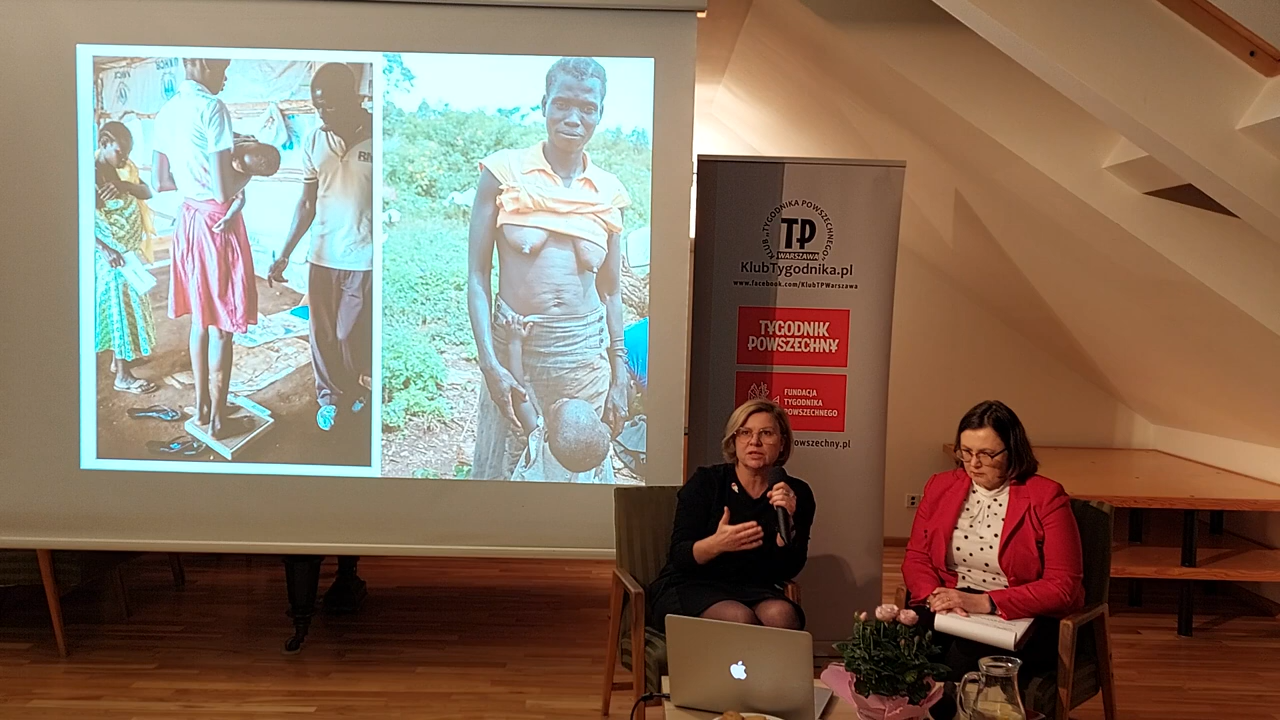 KLUB „TYGODNIKA POWSZECHNEGO”
TP
WARSZAWA
KlubTygodnika.pl
www.facebook.com/KlubTPWarszawa
TYGODNIK
POWSZECHNY
FUNDACJA
TYGODNIKA
POWSZECHNEGO
powszechny.pl